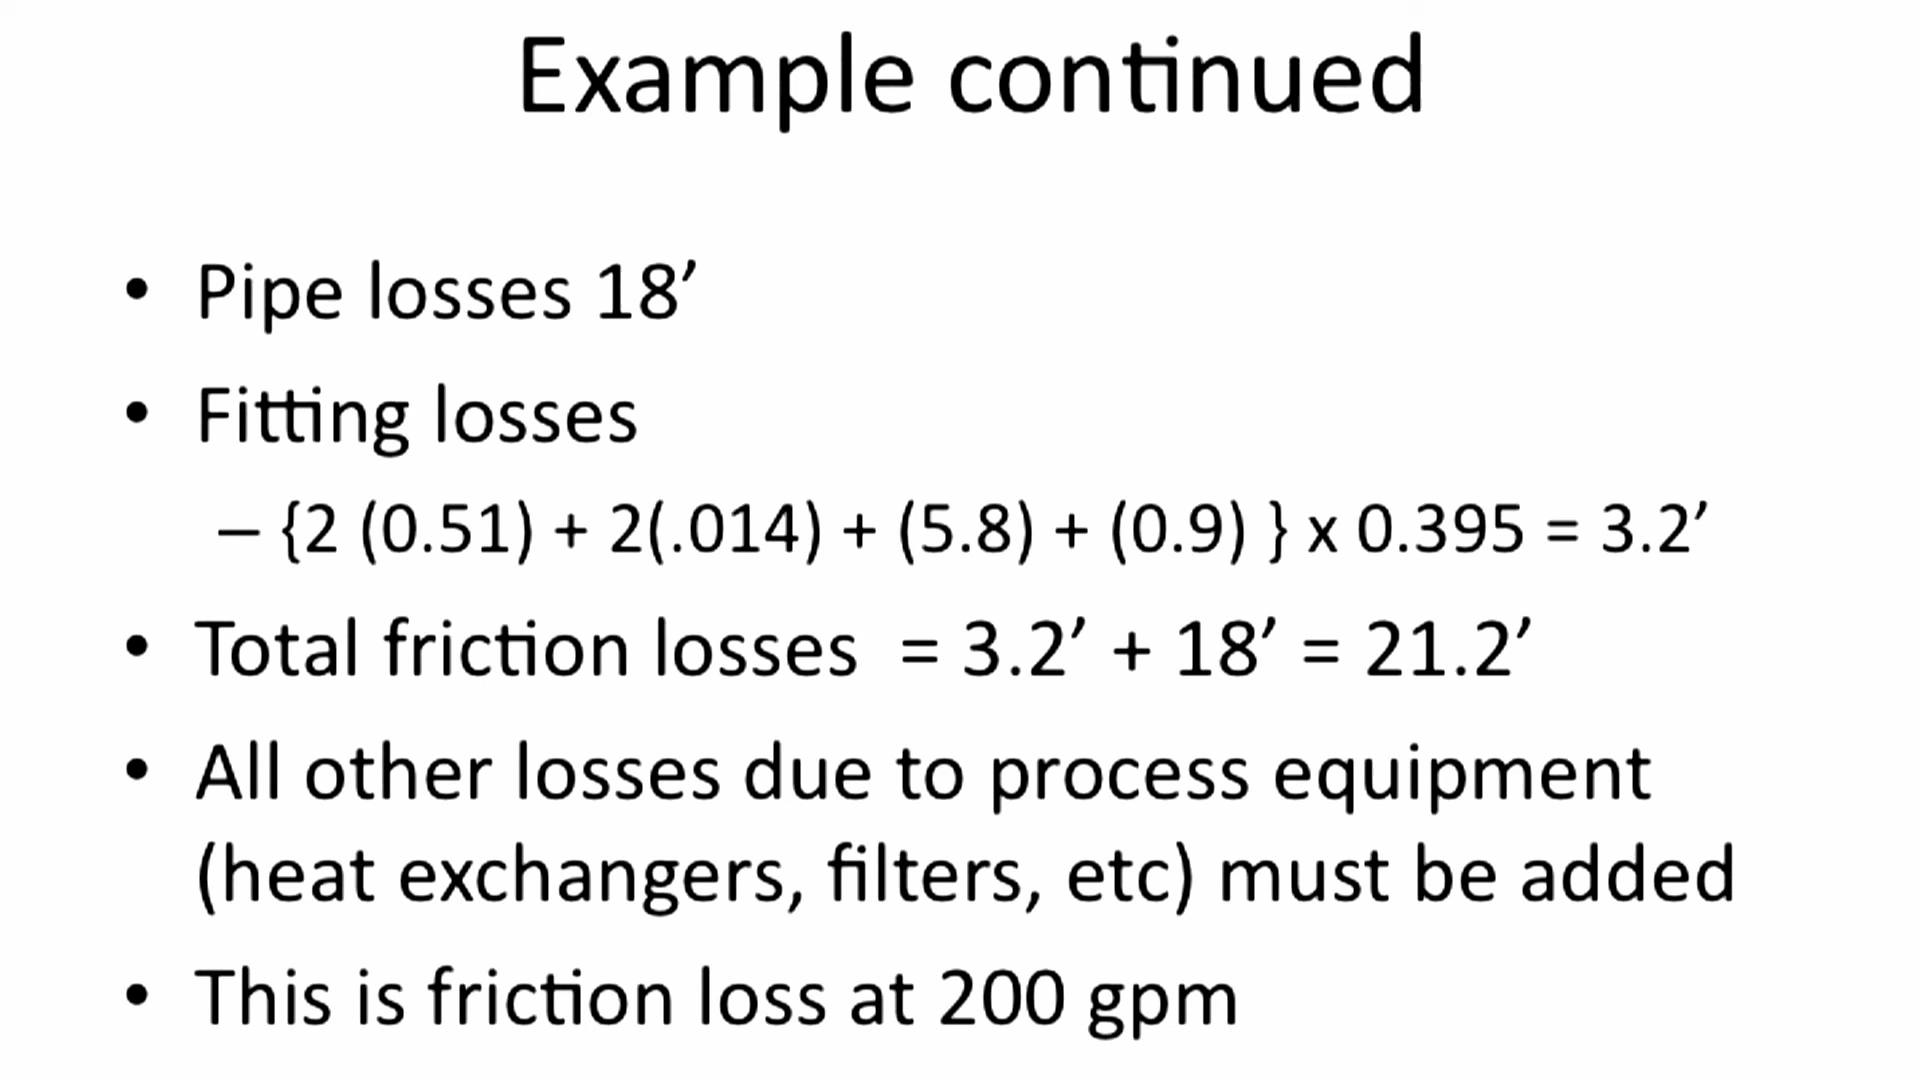 Example continued
• Pipe losses 18’
• Fitting losses
– {2 (0.51) + 2(.014) + (5.8) + (0.9) } x 0.395 = 3.2’
• Total friction losses = 3.2’ + 18’ = 21.2’
• All other losses due to process equipment
(heat exchangers, filters, etc) must be added
• This is friction loss at 200 gpm